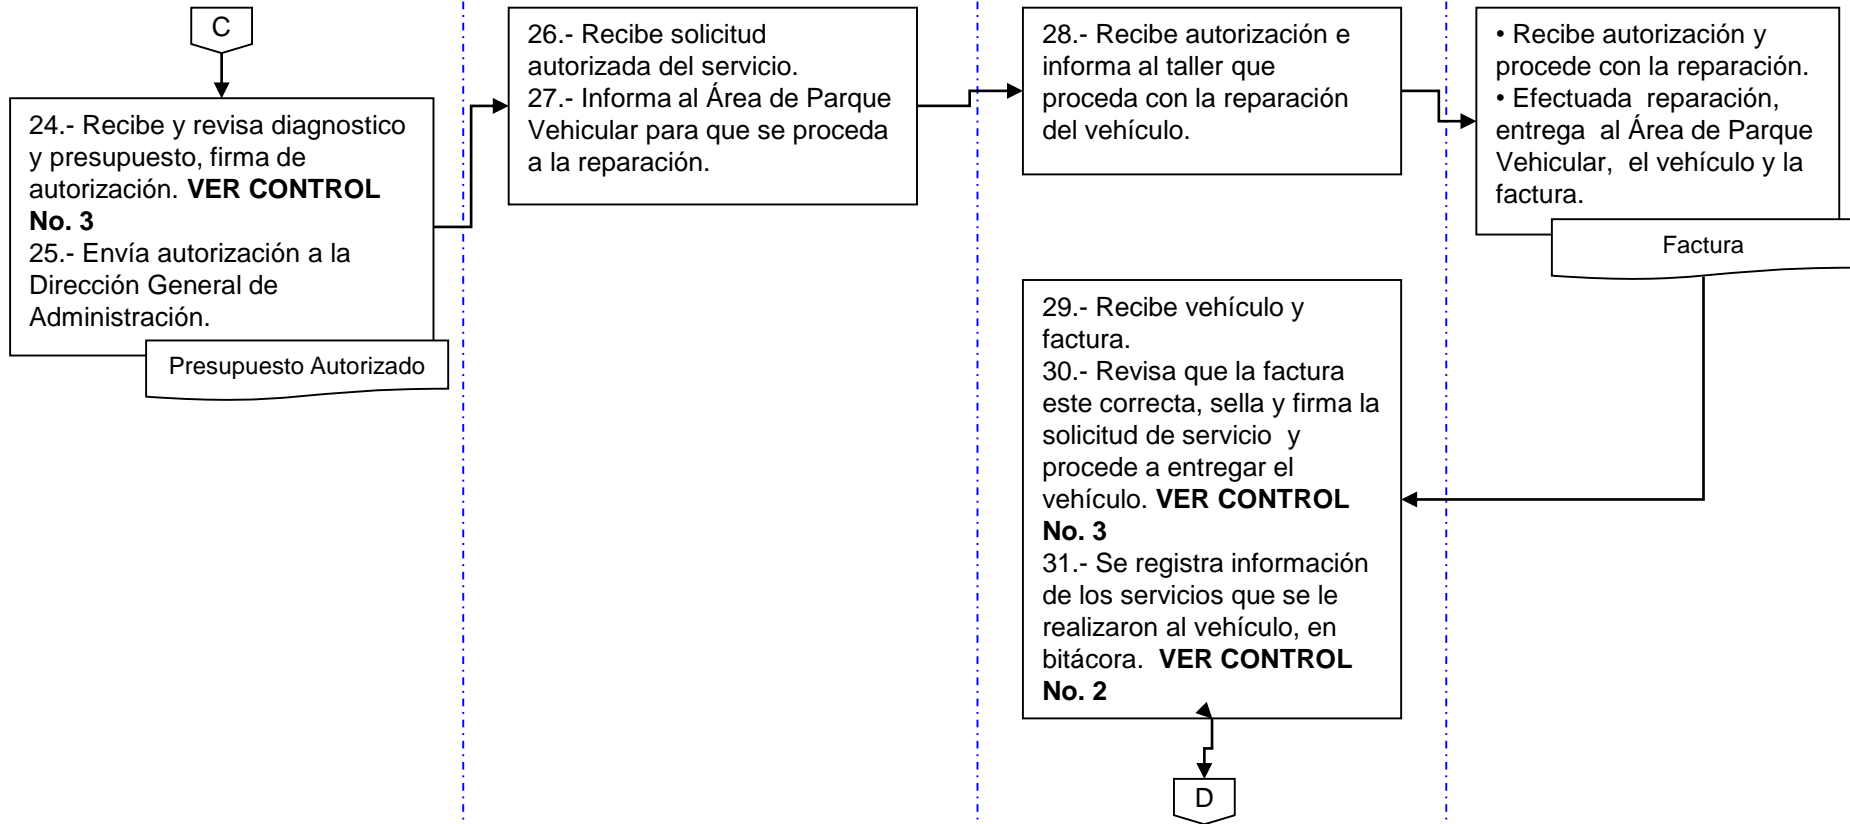 C
24.- Recibe y revisa diagnostico
y presupuesto, firma de
autorización. VER CONTROL
No. 3
25.- Envía autorización a la
Dirección General de
Administración.
Presupuesto Autorizado
26.- Recibe solicitud
autorizada del servicio.
27.- Informa al Área de Parque
Vehicular para que se proceda
a la reparación.
28.- Recibe autorización e
informa al taller que
proceda con la reparación
del vehículo.
• Recibe autorización y
procede con la reparación.
• Efectuada reparación,
entrega al Área de Parque
Vehicular, el vehículo y la
factura.
Factura
29.- Recibe vehículo y
factura.
30.- Revisa que la factura
este correcta, sella y firma la
solicitud de servicio y
procede a entregar el
vehículo. VER CONTROL
No. 3
31.- Se registra información
de los servicios que se le
realizaron al vehículo, en
bitácora. VER CONTROL
No. 2
D